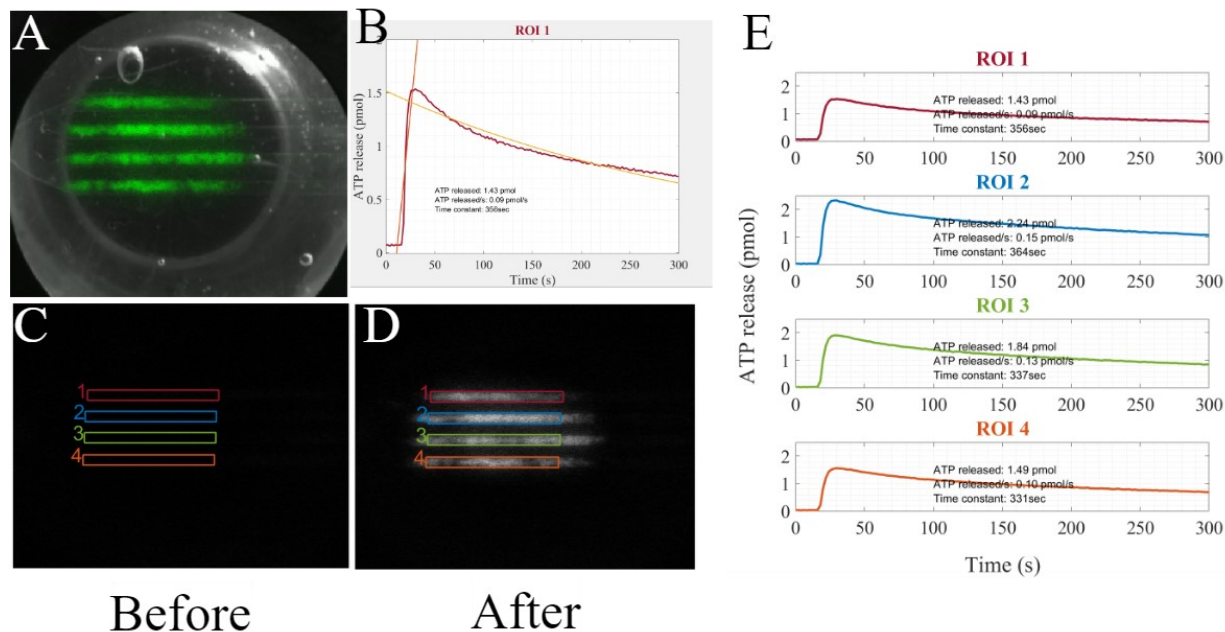 A
B
ROI 1
ATP release (pmol)
1.5
1
0.5
0
ATP released: 1.43 pmol
ATP released/s: 0.09 pmol/s
Time constant: 356sec
0
50
100
150
200
250
300
Time (s)
C
1
2
3
4
D
1
2
3
4
Before
After
E
ATP release (pmol)
ROI 1
2
1
0
ATP released: 1.43 pmol
ATP released/s: 0.09 pmol/s
Time constant: 356sec
0
50
100
150
200
250
300
ROI 2
2
1
0
ATP released: 2.24 pmol
ATP released/s: 0.15 pmol/s
Time constant: 364sec
0
50
100
150
200
250
300
ROI 3
2
1
0
ATP released: 1.84 pmol
ATP released/s: 0.13 pmol/s
Time constant: 337sec
0
50
100
150
200
250
300
ROI 4
2
1
0
ATP released: 1.49 pmol
ATP released/s: 0.10 pmol/s
Time constant: 331sec
0
50
100
150
200
250
300
Time (s)